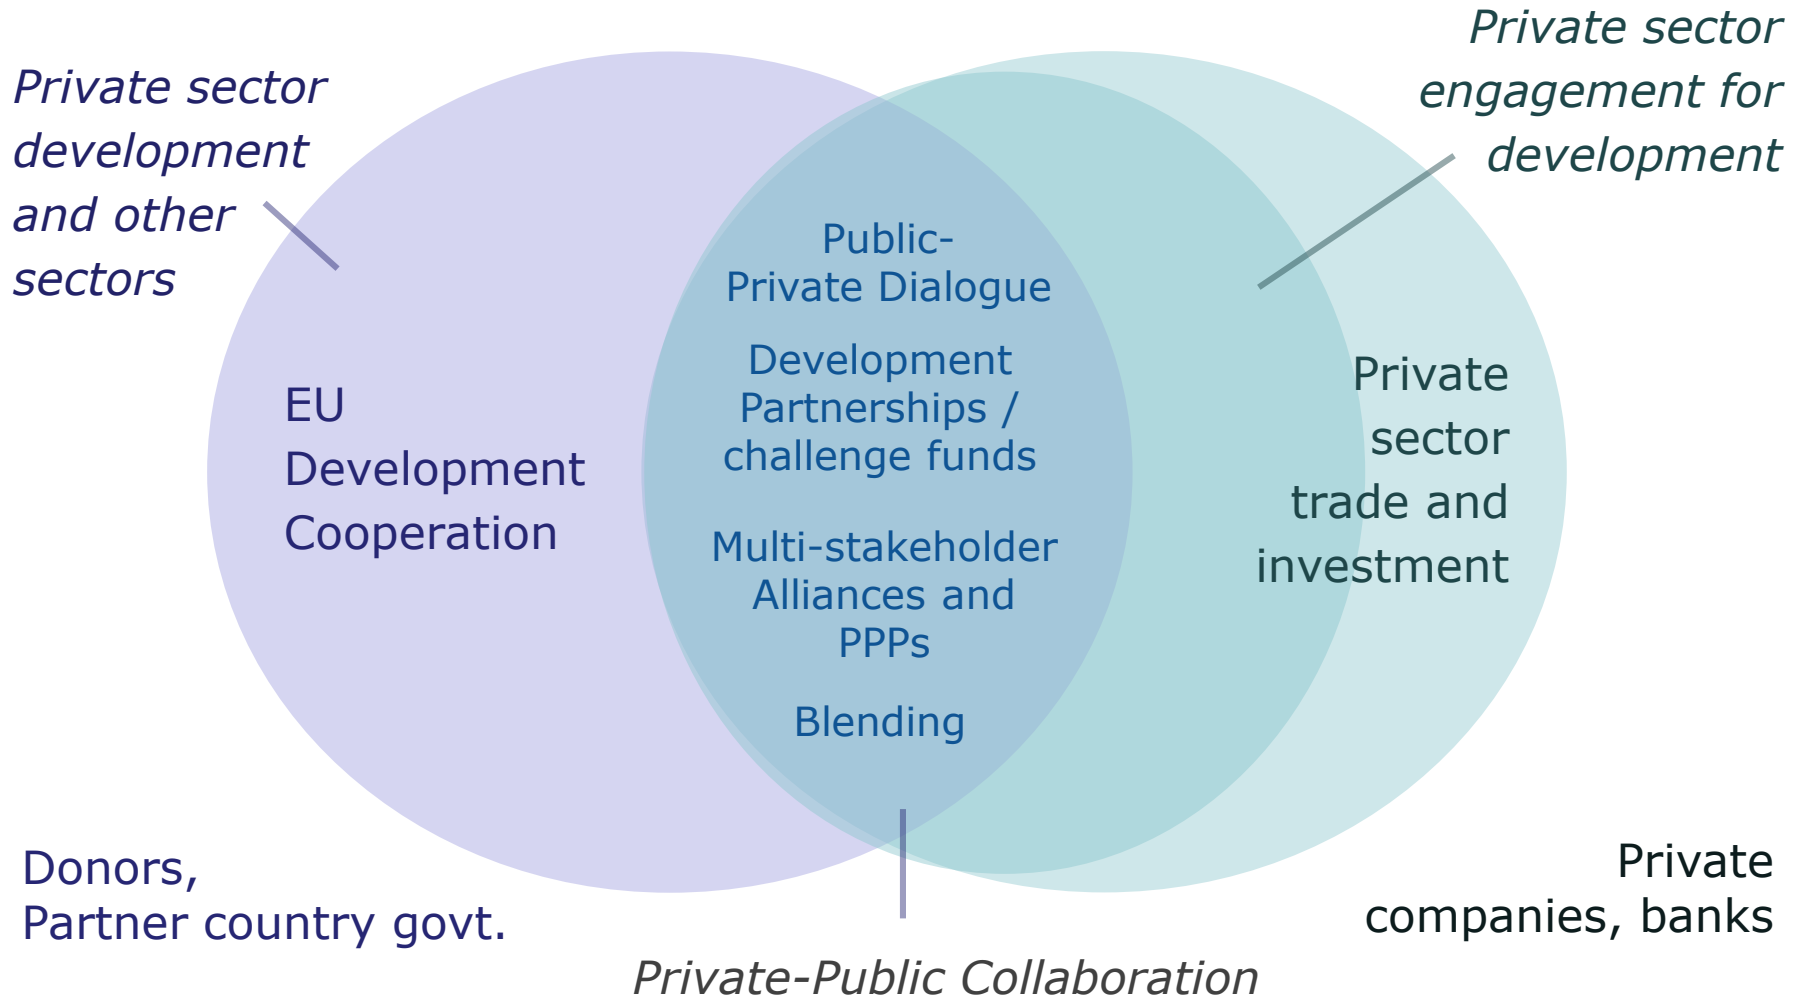 Private sector
development
and other
sectors
Private sector
engagement for
development
Public-
Private Dialogue
Development
Partnerships /
challenge funds
Multi-stakeholder
Alliances and
PPPs
Blending
EU
Development
Cooperation
Private
sector
trade and
investment
Donors,
Partner country govt.
Private
companies, banks
Private-Public Collaboration